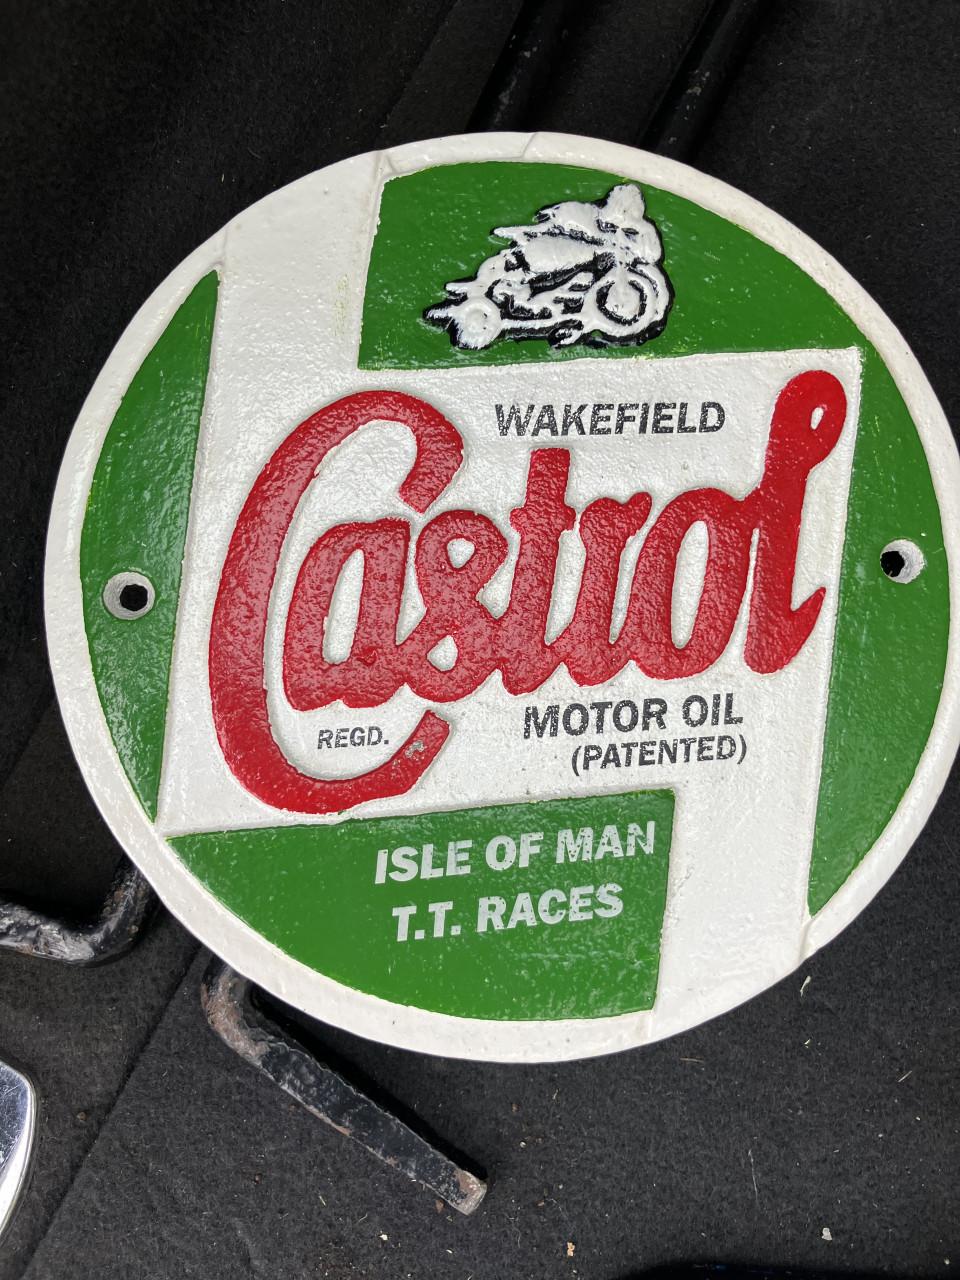 WAKEFIELD
Castrol
REGD.
MOTOR OIL
(PATENTED)
ISLE OF MAN
T.T. RACES